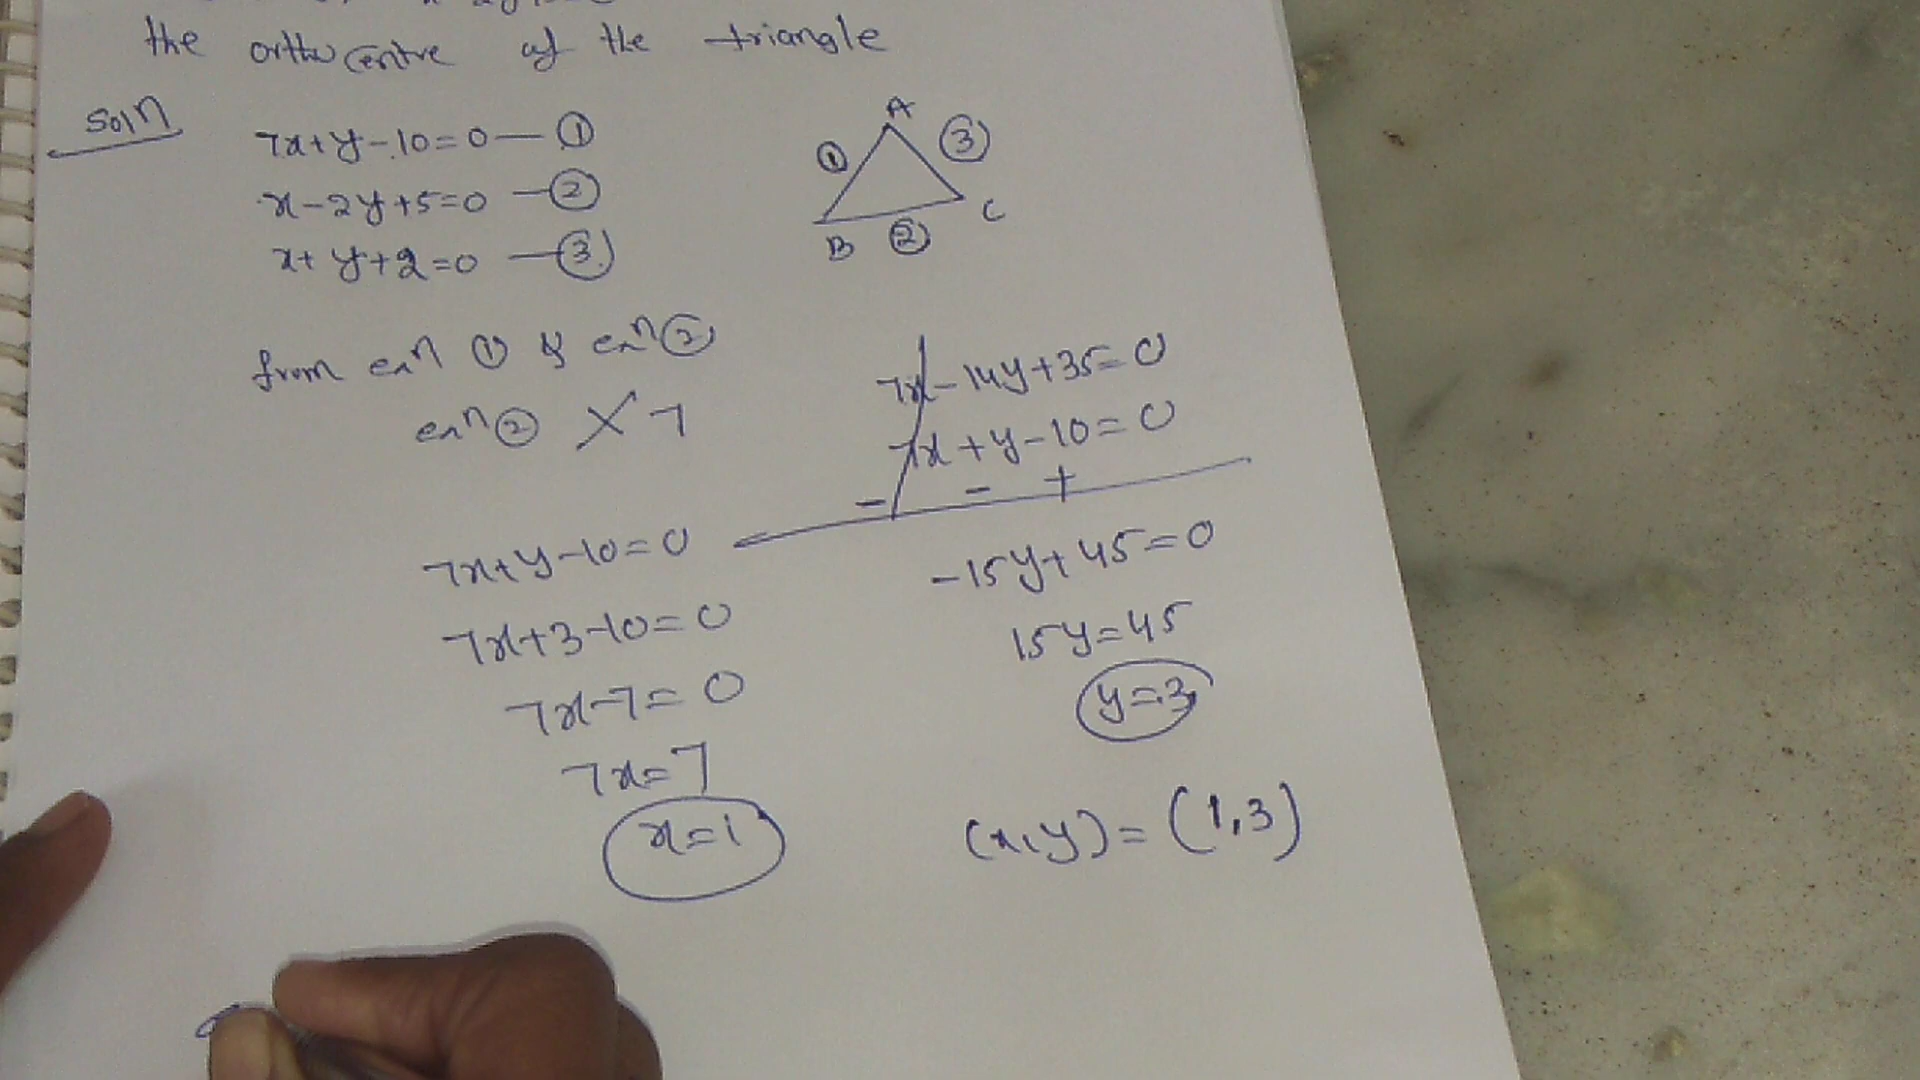 the orthocentre of the triangle
Soln
7x+y-10=0 — ①
x-2y+5=0 — ②
x+y+2=0 — ③
A
① ③
B ② C
from eqn ① & eqn ②
eqn ② × 7
7x-14y+35=0
7x+y-10=0
- - +
-15y+45=0
15y=45
y=3
7x+y-10=0
7x+3-10=0
7x-7=0
7x=7
x=1
(x,y)=(1,3)